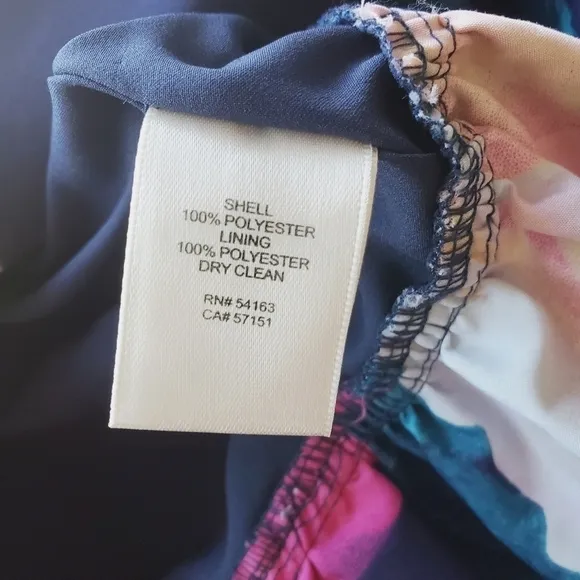 SHELL
100% POLYESTER
LINING
100% POLYESTER
DRY CLEAN
RN# 54163
CA# 57151